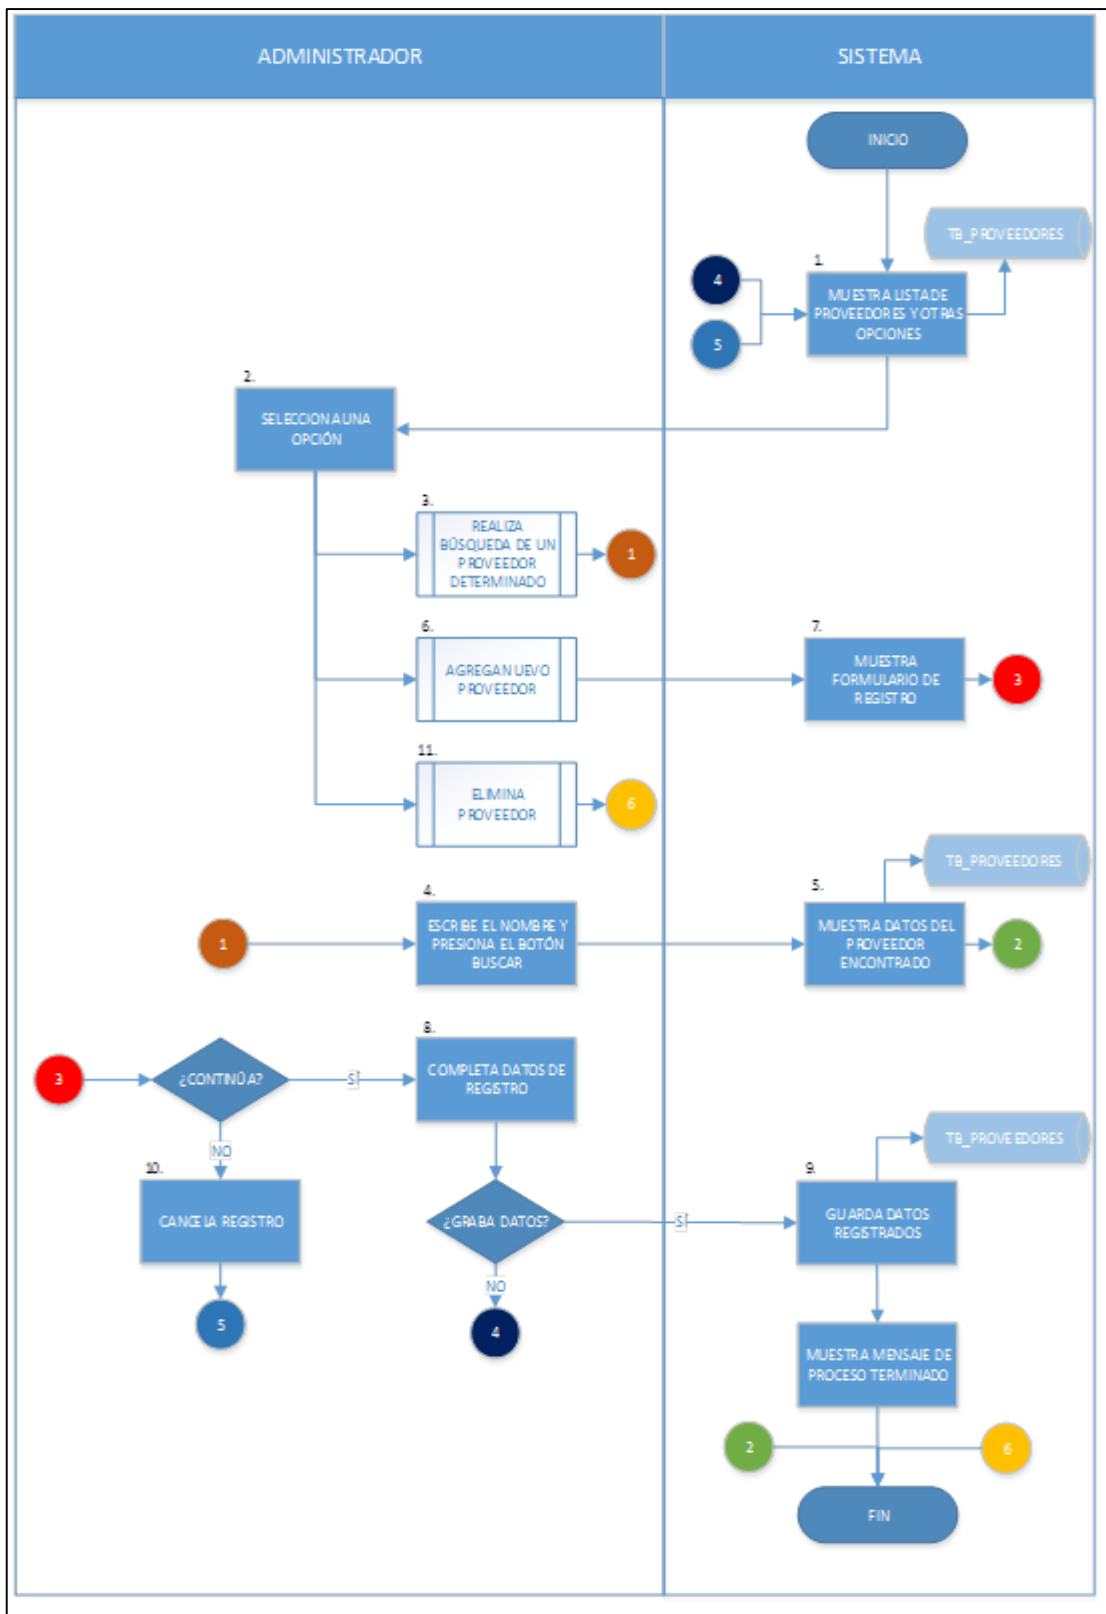 ADMINISTRADOR
SISTEMA
INICIO
TB_PROVEEDORES
1.
4
MUESTRA LISTA DE
PROVEEDORES Y OTRAS
OPCIONES
5
2.
SELECCIONA UNA
OPCIÓN
3.
REALIZA
BÚSQUEDA DE UN
PROVEEDOR
DETERMINADO
1
6.
AGREGA NUEVO
PROVEEDOR
7.
MUESTRA
FORMULARIO DE
REGISTRO
3
11.
ELIMINA
PROVEEDOR
6
TB_PROVEEDORES
4.
5.
1
ESCRIBE EL NOMBRE Y
PRESIONA EL BOTÓN
BUSCAR
MUESTRA DATOS DEL
PROVEEDOR
ENCONTRADO
2
8.
3
¿CONTINÚA?
SÍ
COMPLETA DATOS DE
REGISTRO
NO
TB_PROVEEDORES
10.
9.
CANCELA REGISTRO
¿GRABA DATOS?
SÍ
GUARDA DATOS
REGISTRADOS
NO
5
4
MUESTRA MENSAJE DE
PROCESO TERMINADO
2
6
FIN